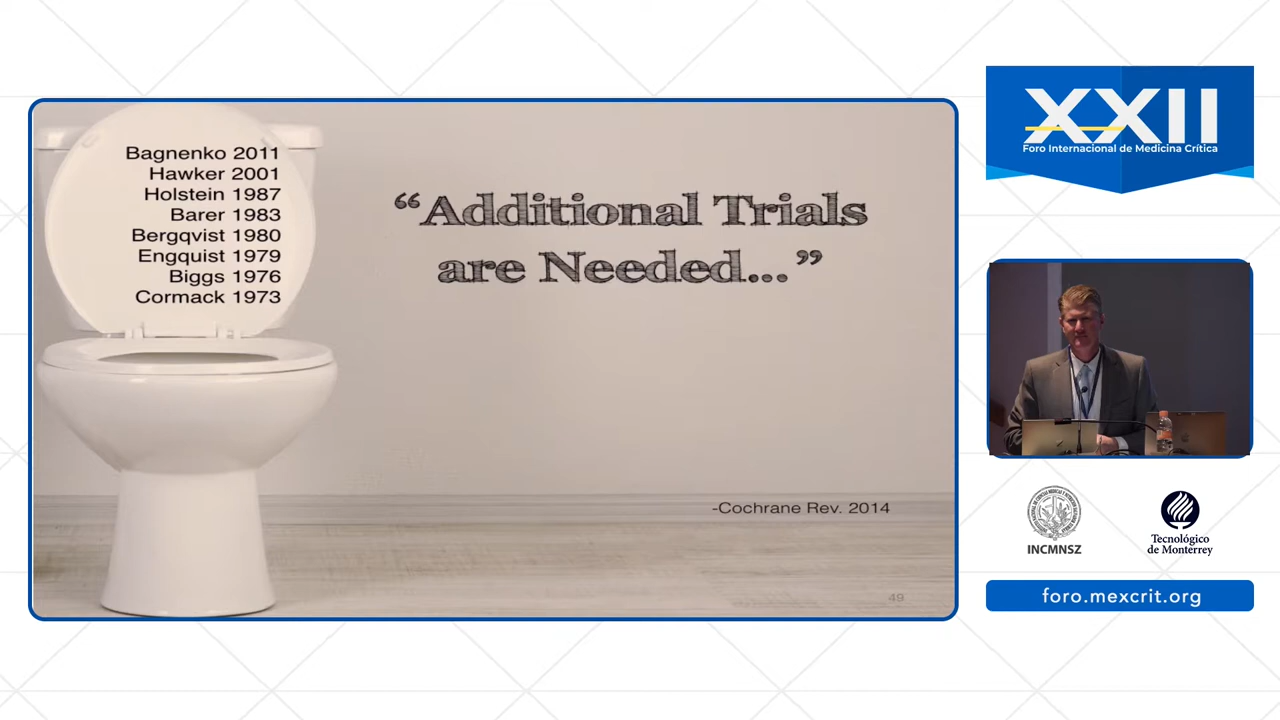 Bagnenko 2011
Hawker 2001
Holstein 1987
Barer 1983
Bergqvist 1980
Engquist 1979
Biggs 1976
Cormack 1973
“Additional Trials
are Needed...”
-Cochrane Rev. 2014
49
XXII
Foro Internacional de Medicina Crítica
INCMNSZ
Tecnológico
de Monterrey
foro.mexcrit.org